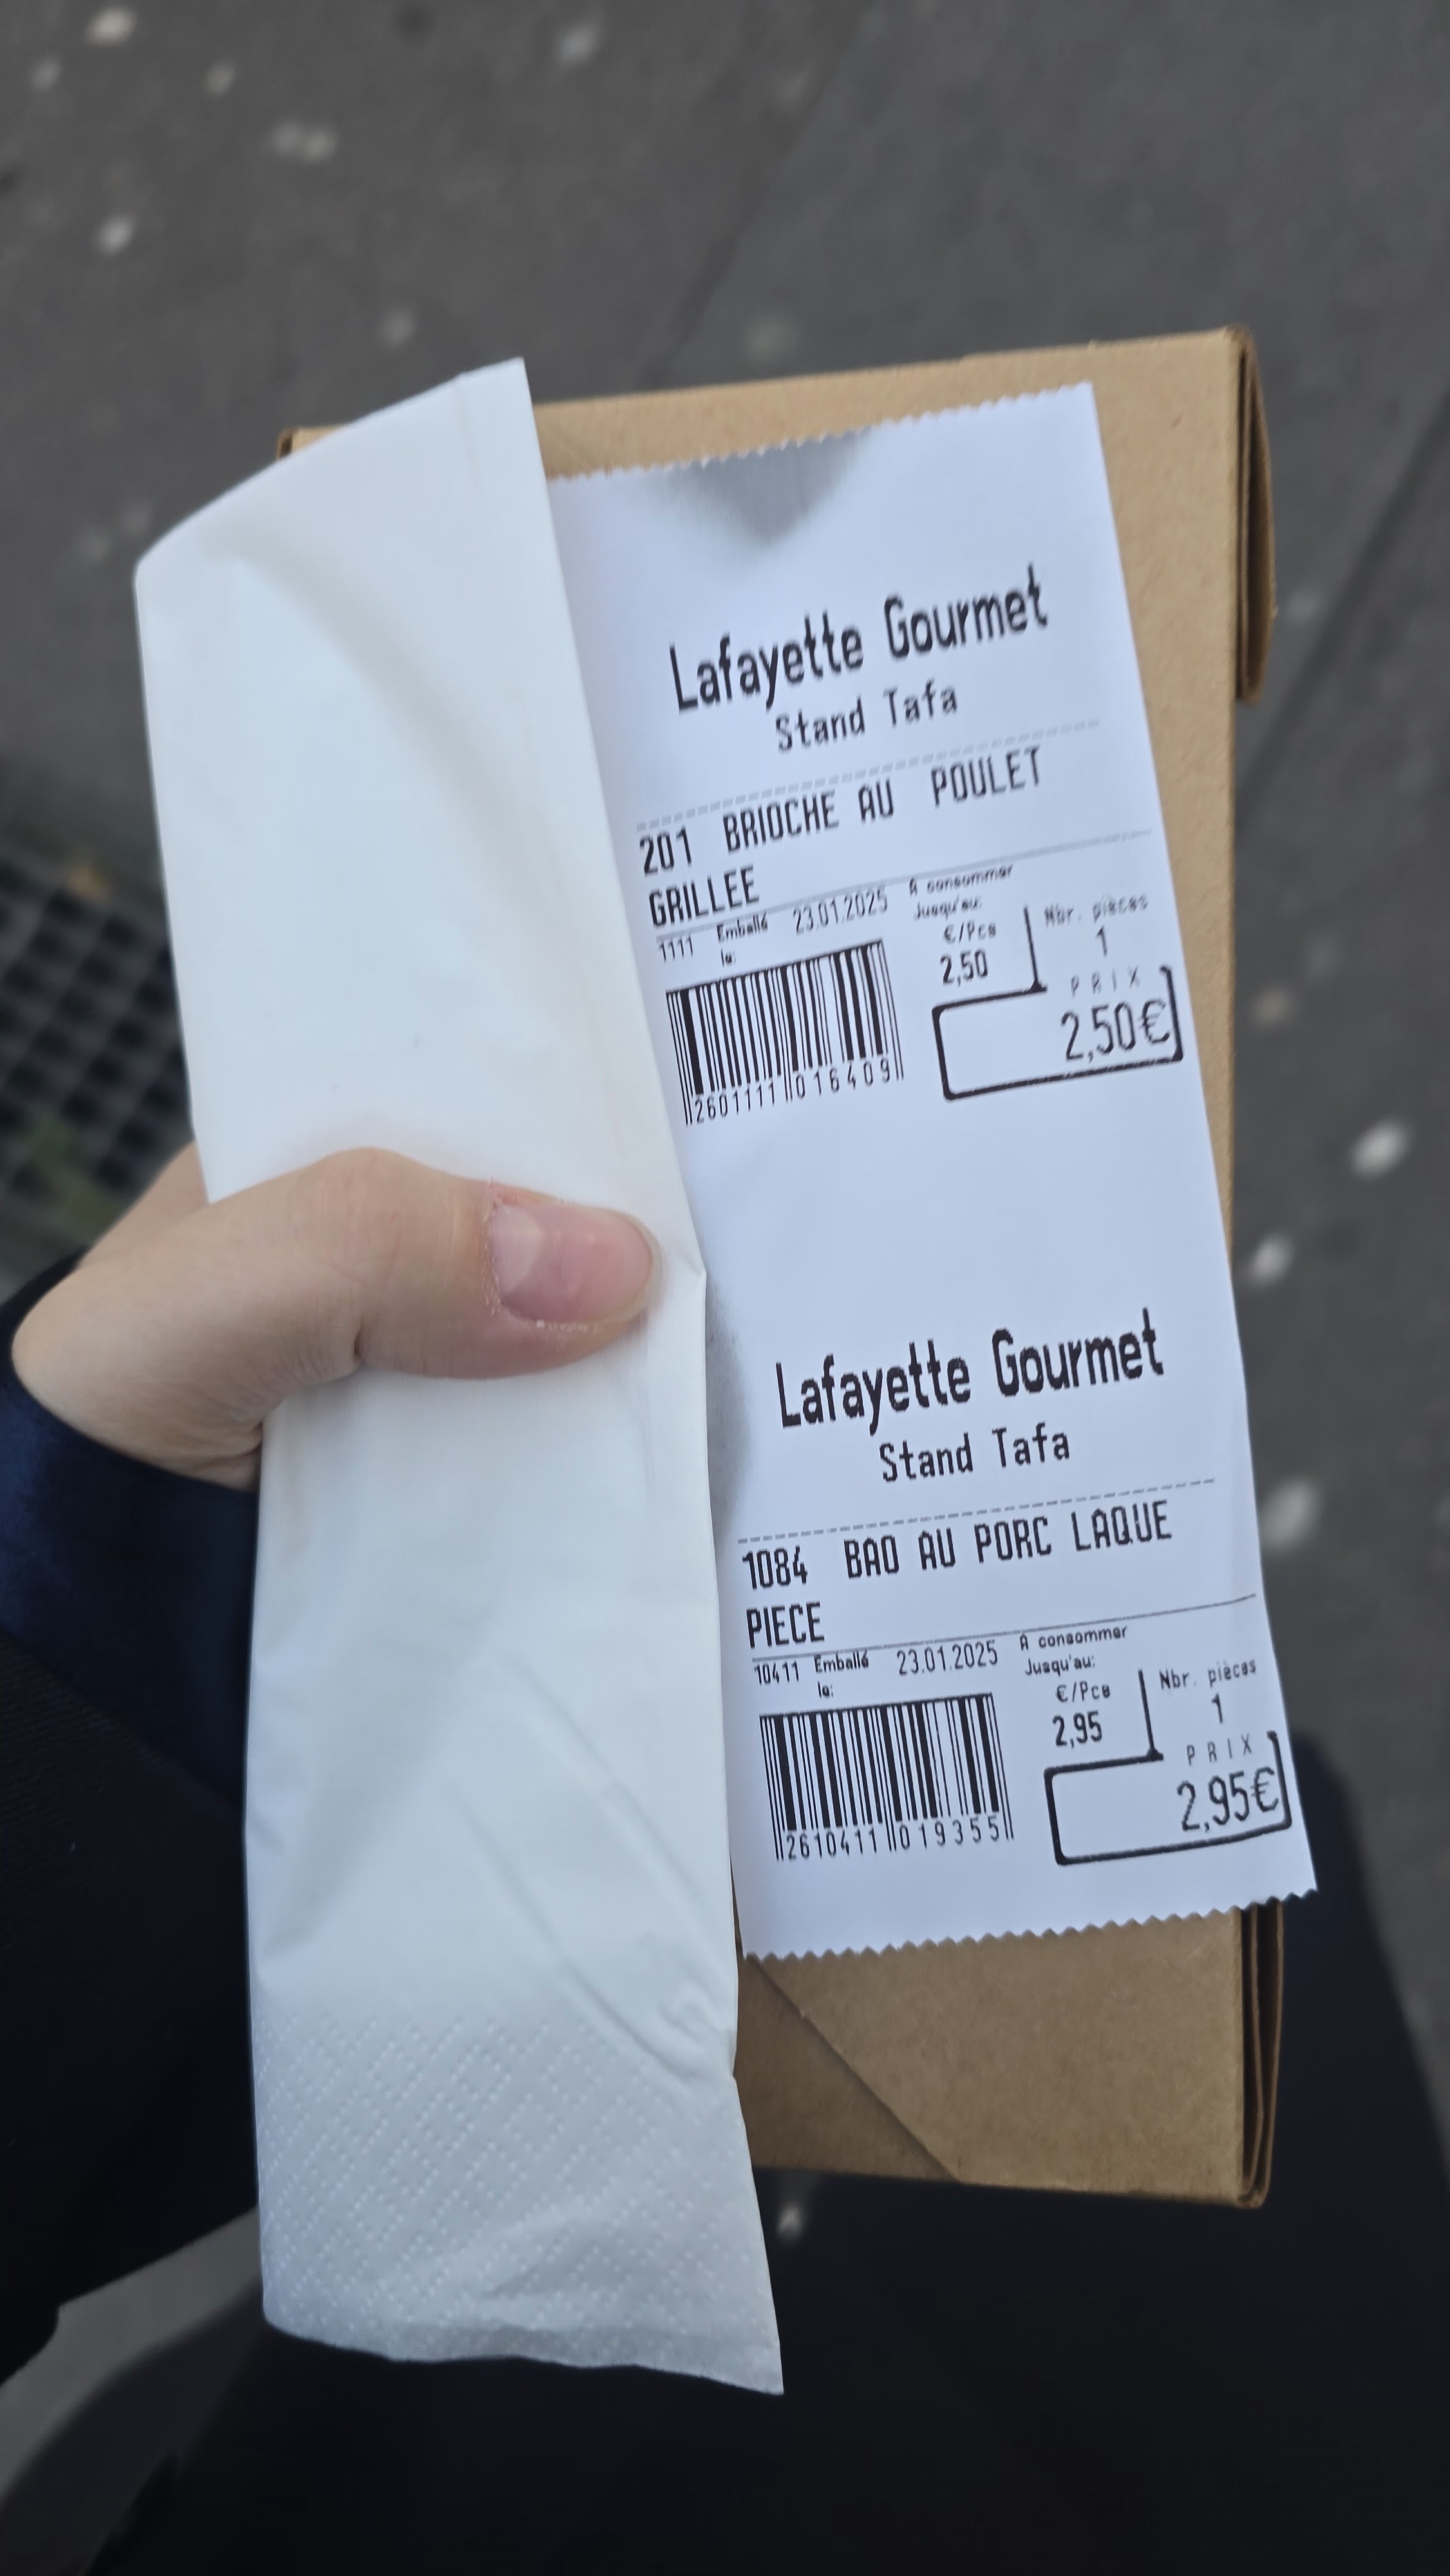 Lafayette Gourmet
Stand Tafa
201 BRIOCHE AU POULET
GRILLEE
1111 Emballé le: 23.01.2025 A consommer Jusqu'au:
€/Pce
2,50
Nbr. pièces
1
PRIX
2,50€
2601111 016409
Lafayette Gourmet
Stand Tafa
1084 BAO AU PORC LAQUE
PIECE
10411 Emballé le: 23.01.2025 A consommer Jusqu'au:
€/Pce
2,95
Nbr. pièces
1
PRIX
2,95€
2610411 019355